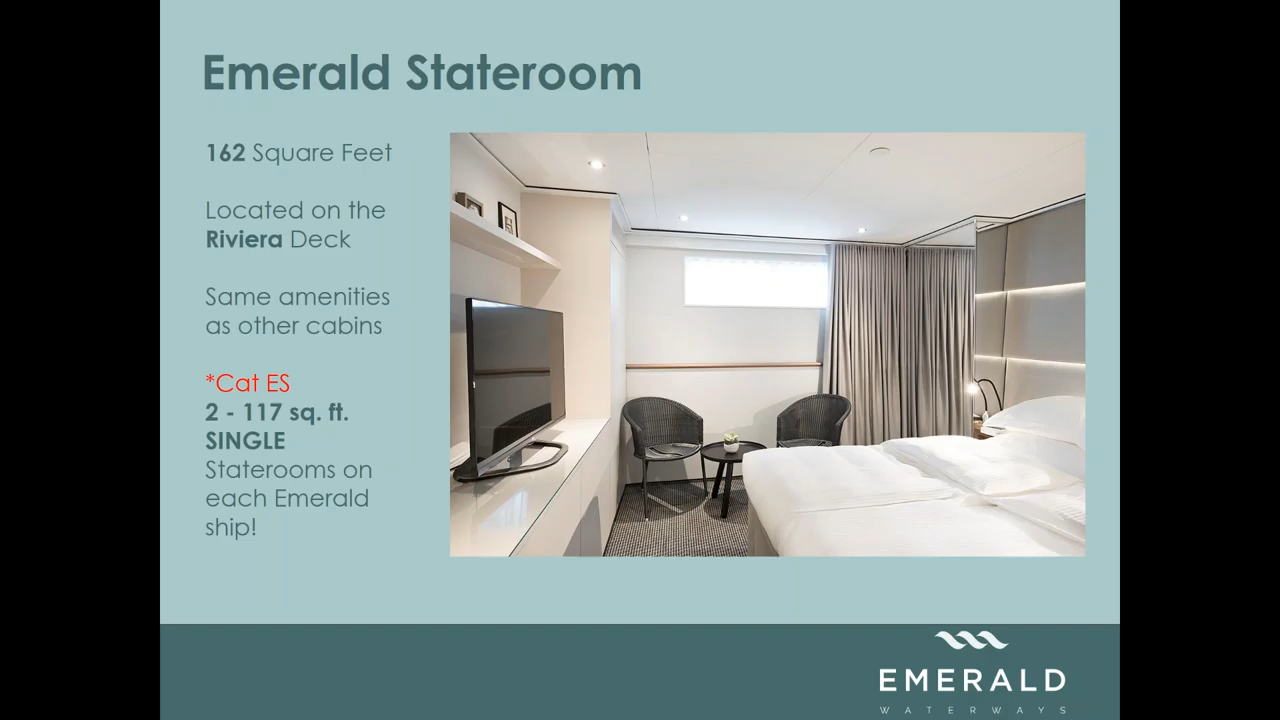 Emerald Stateroom
162 Square Feet
Located on the
Riviera Deck
Same amenities
as other cabins
*Cat ES
2 - 117 sq. ft.
SINGLE
Staterooms on
each Emerald
ship!
EMERALD
WATERWAYS